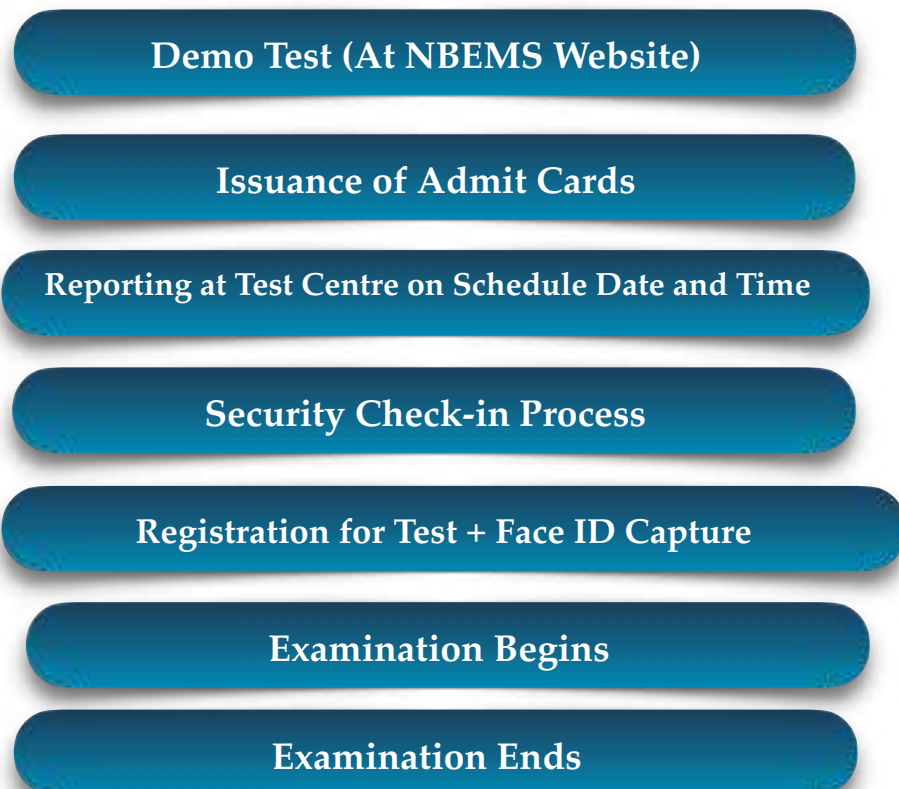 Demo Test (At NBEMS Website)
Issuance of Admit Cards
Reporting at Test Centre on Schedule Date and Time
Security Check-in Process
Registration for Test + Face ID Capture
Examination Begins
Examination Ends